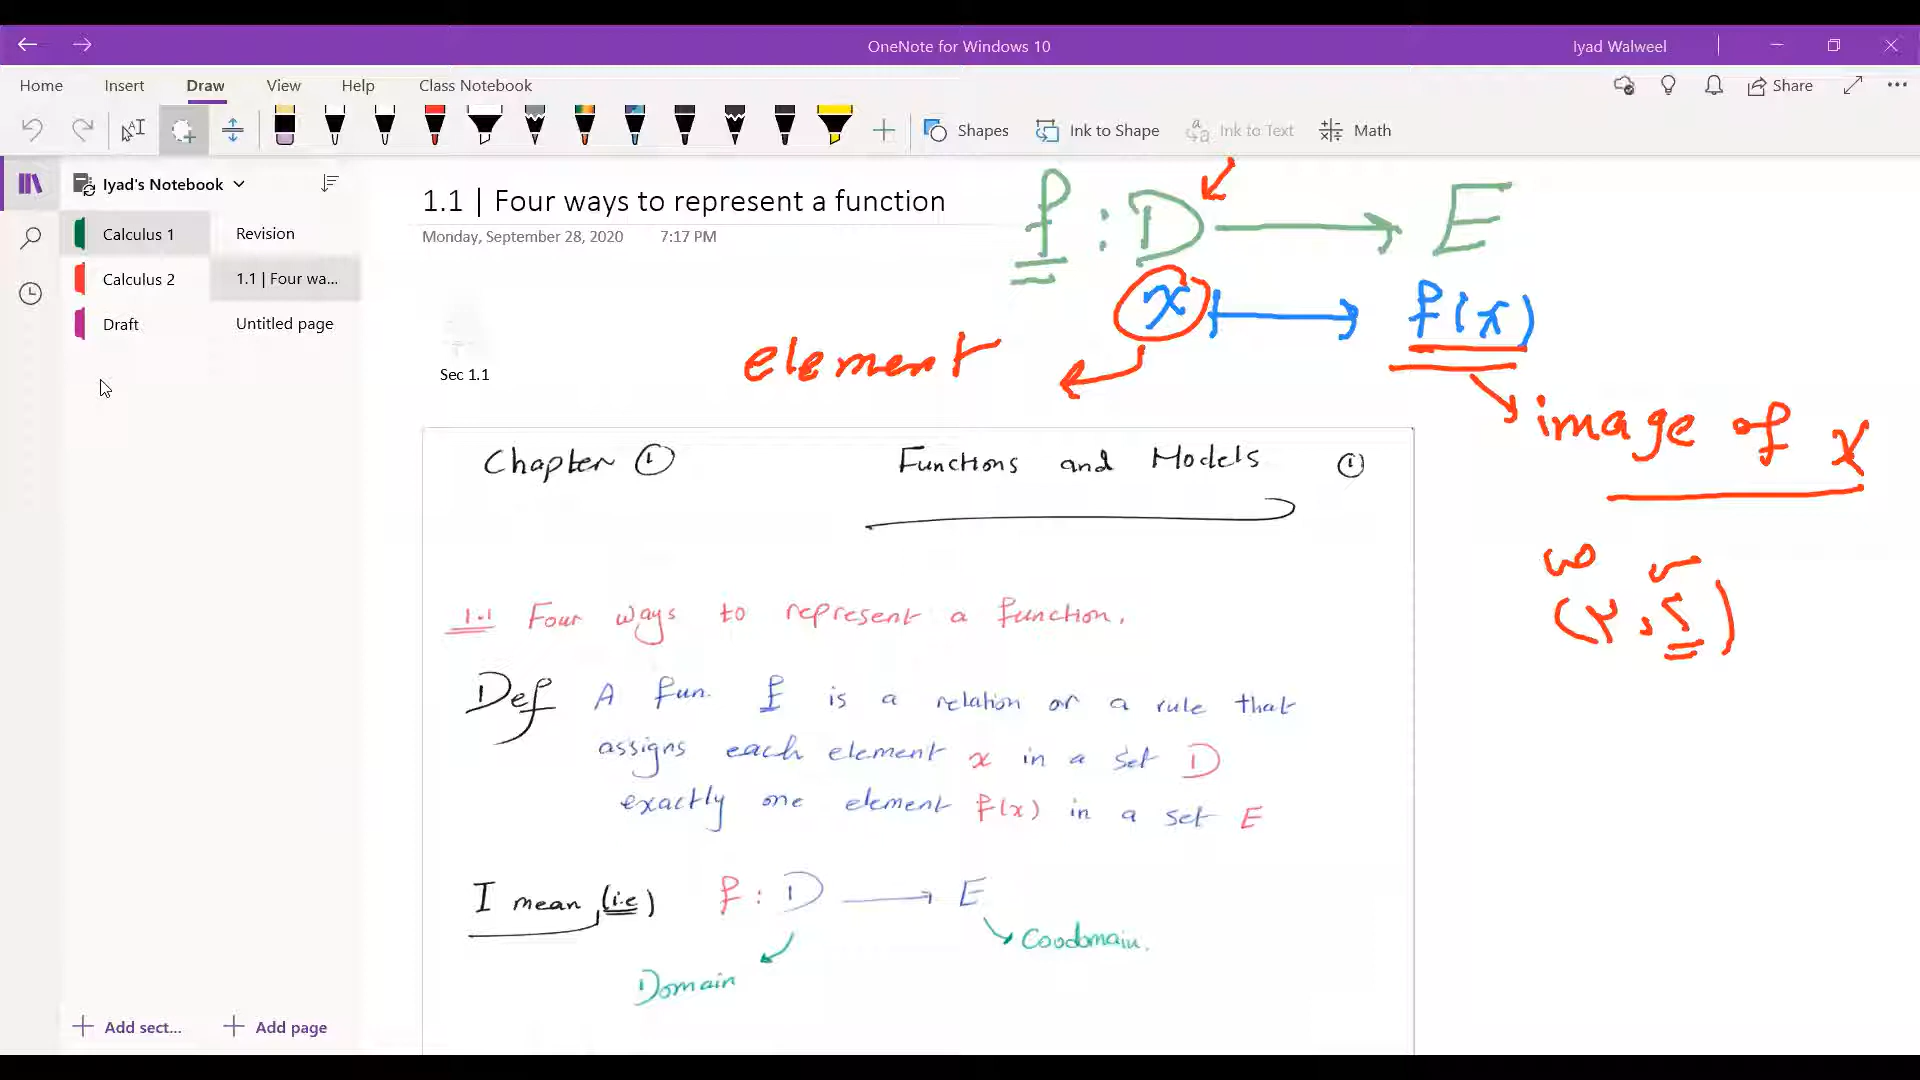 OneNote for Windows 10
Iyad Walweel
Home Insert Draw View Help Class Notebook
Share
Shapes Ink to Shape Ink to Text Math
Iyad's Notebook
Calculus 1
Calculus 2
Draft
Revision
1.1 | Four wa...
Untitled page
Add sect...
Add page
1.1 | Four ways to represent a function
Monday, September 28, 2020 7:17 PM
f : D → E
x ↦ f(x)
element
image of x
Sec 1.1
Chapter ① Functions and Models ①
1.1 Four ways to represent a function.
Def A fun. f is a relation or a rule that
assigns each element x in a set D
exactly one element f(x) in a set E
I mean, (i.e) f : D → E
Coodomain.
Domain